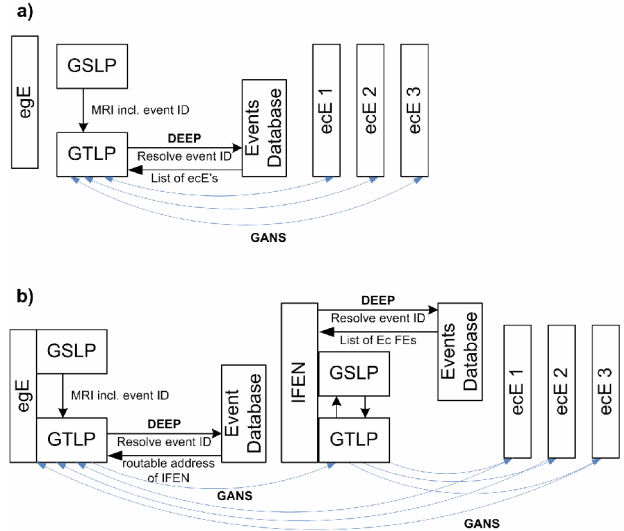 a)
egE
GSLP
MRI incl. event ID
GTLP
DEEP
Resolve event ID
List of ecE's
Events
Database
ecE 1
ecE 2
ecE 3
GANS
b)
egE
GSLP
MRI incl. event ID
GTLP
DEEP
Resolve event ID
routable address
of IFEN
Event
Database
IFEN
DEEP
Resolve event ID
List of Ec FEs
GSLP
GTLP
Events
Database
ecE 1
ecE 2
ecE 3
GANS
GANS